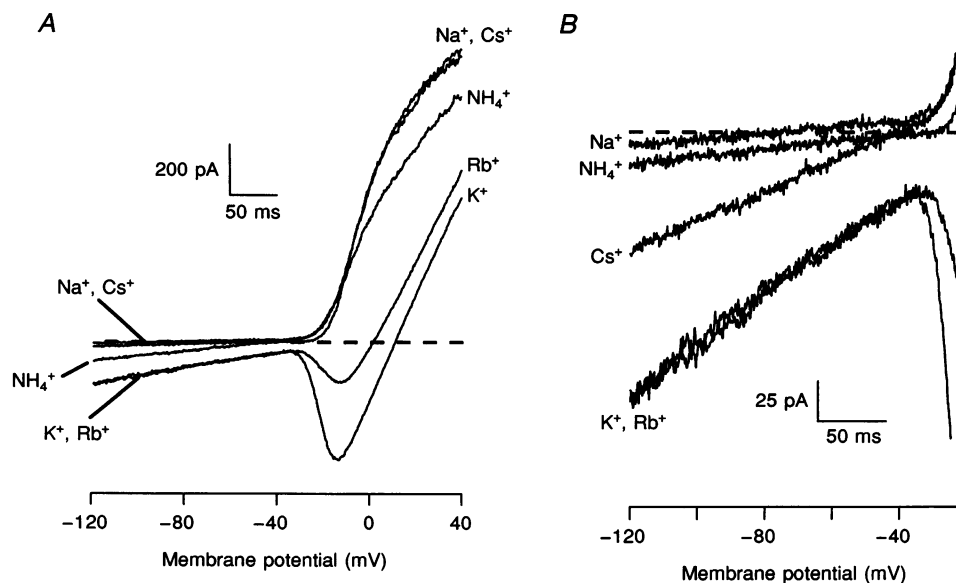 A
Na⁺, Cs⁺
NH₄⁺
200 pA
50 ms
Rb⁺
K⁺
Na⁺, Cs⁺
NH₄⁺
K⁺, Rb⁺
−120 −80 −40 0 40
Membrane potential (mV)
B
Na⁺
NH₄⁺
Cs⁺
25 pA
50 ms
K⁺, Rb⁺
−120 −80 −40
Membrane potential (mV)